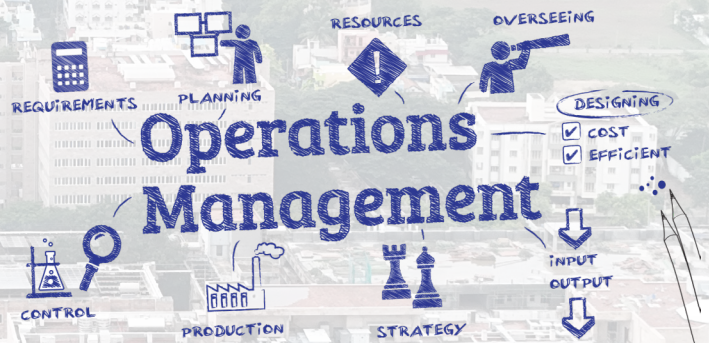 RESOURCES
OVERSEEING
REQUIREMENTS
PLANNING
DESIGNING
COST
EFFICIENT
Operations
Management
INPUT
OUTPUT
CONTROL
PRODUCTION
STRATEGY